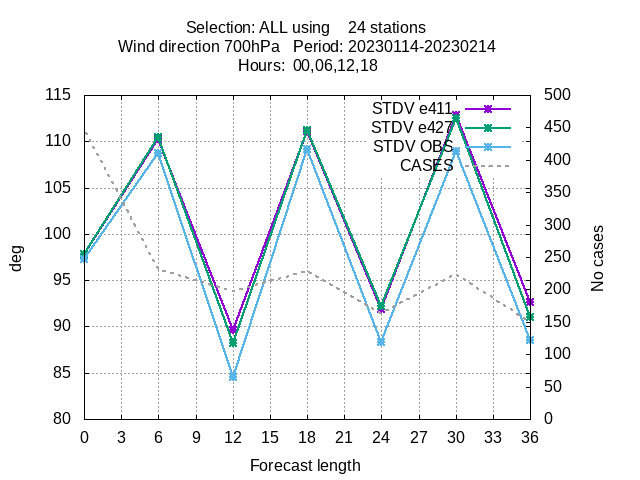 Selection: ALL using    24 stations
Wind direction 700hPa   Period: 20230114-20230214
Hours:  00,06,12,18
STDV e411
STDV e427
STDV OBS
CASES
115
110
105
100
95
90
85
80
deg
500
450
400
350
300
250
200
150
100
50
0
No cases
0 3 6 9 12 15 18 21 24 27 30 33 36
Forecast length